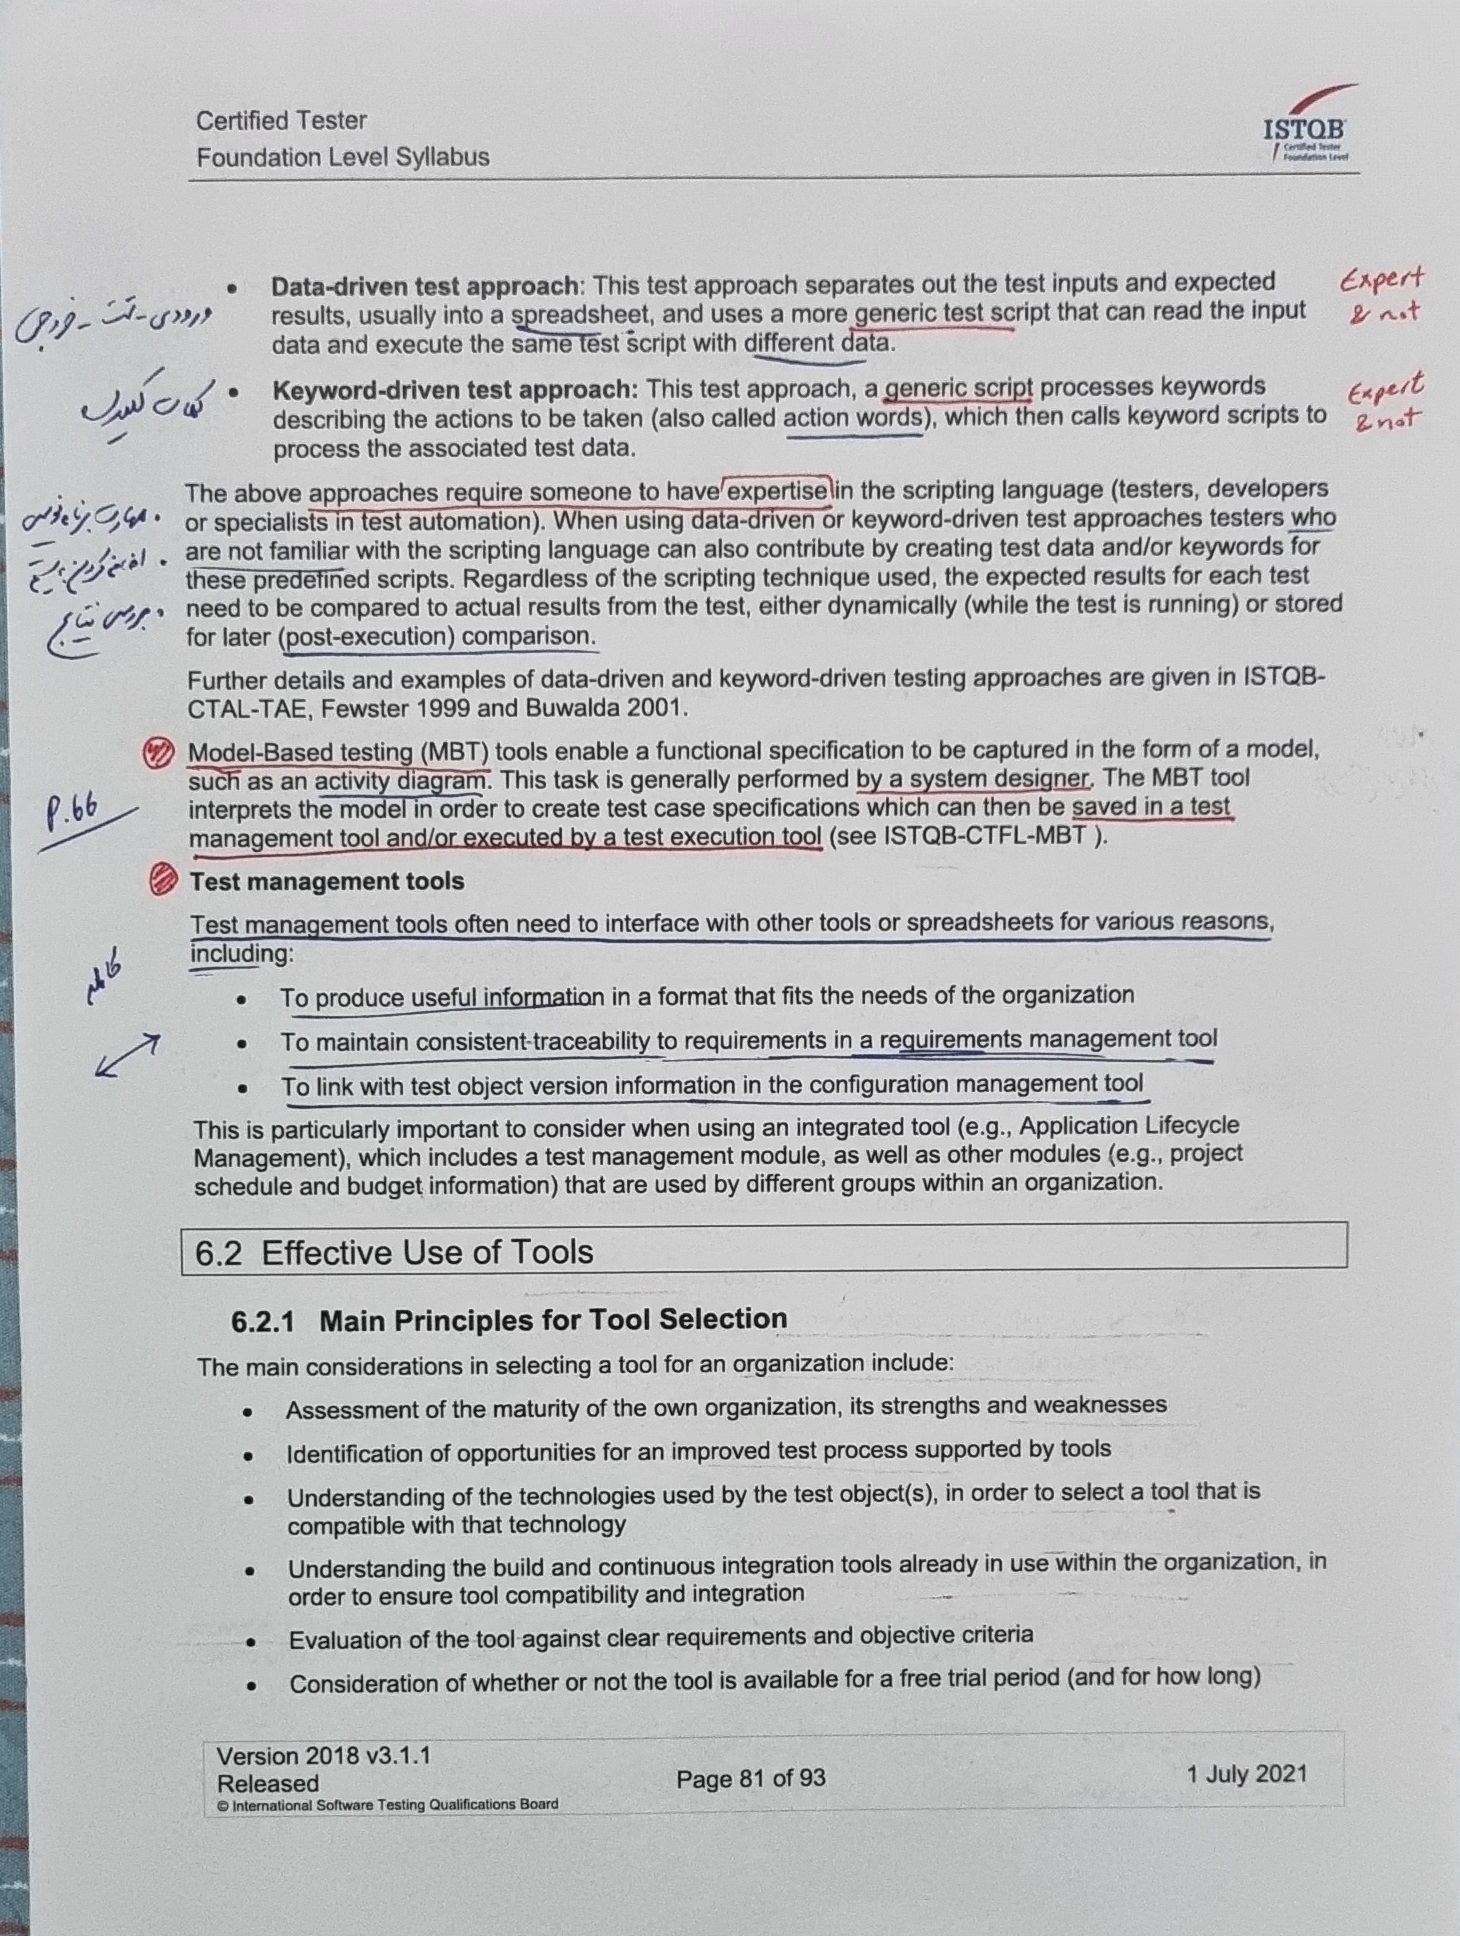 Certified Tester
Foundation Level Syllabus
ISTQB
Certified Tester
Foundation Level
• Data-driven test approach: This test approach separates out the test inputs and expected
results, usually into a spreadsheet, and uses a more generic test script that can read the input
data and execute the same test script with different data.
Expert
& not
ورودی - تست - خروجی
• Keyword-driven test approach: This test approach, a generic script processes keywords
describing the actions to be taken (also called action words), which then calls keyword scripts to
process the associated test data.
Expert
& not
کلمات کلیدی
The above approaches require someone to have expertise in the scripting language (testers, developers
or specialists in test automation). When using data-driven or keyword-driven test approaches testers who
are not familiar with the scripting language can also contribute by creating test data and/or keywords for
these predefined scripts. Regardless of the scripting technique used, the expected results for each test
need to be compared to actual results from the test, either dynamically (while the test is running) or stored
for later (post-execution) comparison.
مهارت برنامه نویسی
بررسی نتایج
Further details and examples of data-driven and keyword-driven testing approaches are given in ISTQB-
CTAL-TAE, Fewster 1999 and Buwalda 2001.
Model-Based testing (MBT) tools enable a functional specification to be captured in the form of a model,
such as an activity diagram. This task is generally performed by a system designer. The MBT tool
interprets the model in order to create test case specifications which can then be saved in a test
management tool and/or executed by a test execution tool (see ISTQB-CTFL-MBT ).
P.66
Test management tools
Test management tools often need to interface with other tools or spreadsheets for various reasons,
including:
• To produce useful information in a format that fits the needs of the organization
• To maintain consistent traceability to requirements in a requirements management tool
• To link with test object version information in the configuration management tool
This is particularly important to consider when using an integrated tool (e.g., Application Lifecycle
Management), which includes a test management module, as well as other modules (e.g., project
schedule and budget information) that are used by different groups within an organization.
6.2 Effective Use of Tools
6.2.1 Main Principles for Tool Selection
The main considerations in selecting a tool for an organization include:
• Assessment of the maturity of the own organization, its strengths and weaknesses
• Identification of opportunities for an improved test process supported by tools
• Understanding of the technologies used by the test object(s), in order to select a tool that is
compatible with that technology
• Understanding the build and continuous integration tools already in use within the organization, in
order to ensure tool compatibility and integration
• Evaluation of the tool against clear requirements and objective criteria
• Consideration of whether or not the tool is available for a free trial period (and for how long)
Version 2018 v3.1.1
Released
© International Software Testing Qualifications Board
Page 81 of 93
1 July 2021